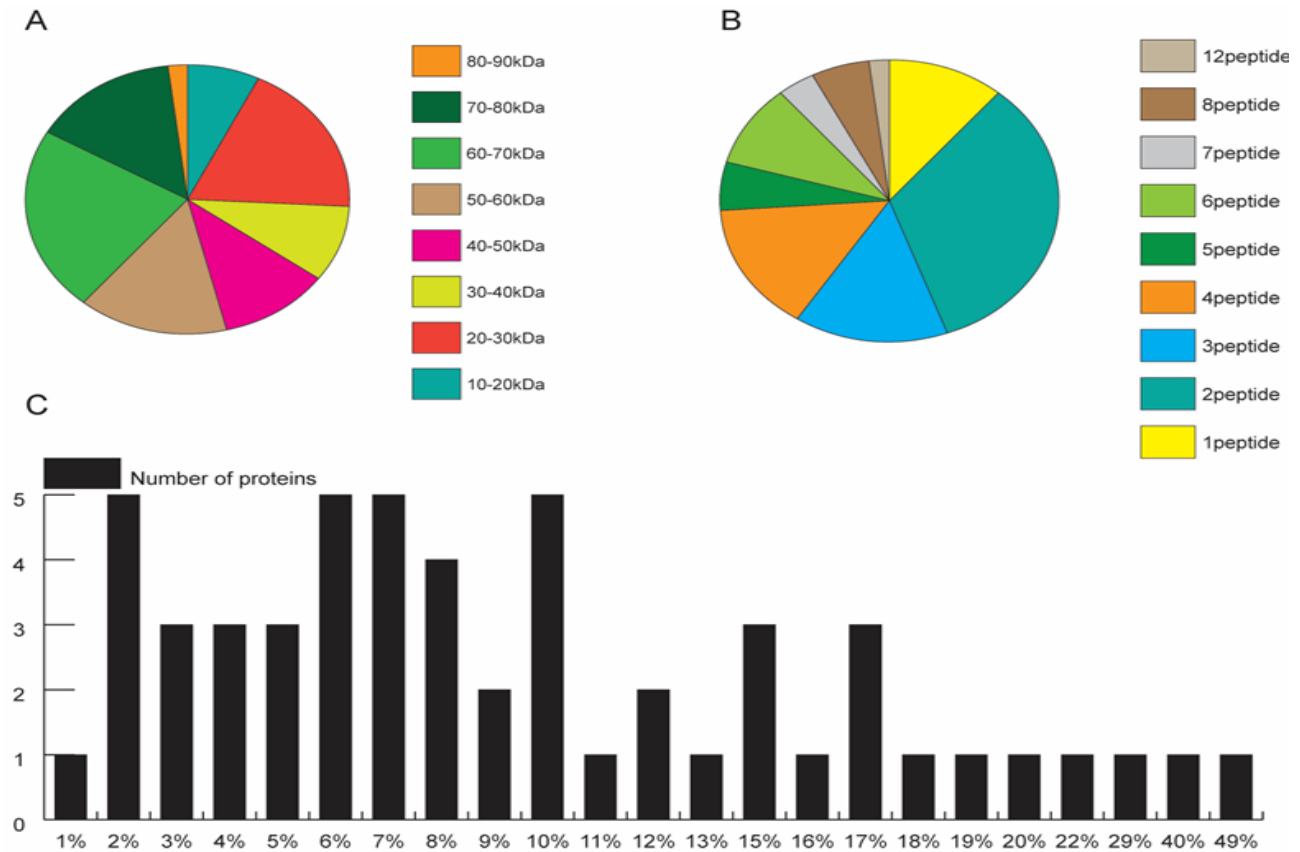 A
80-90kDa
70-80kDa
60-70kDa
50-60kDa
40-50kDa
30-40kDa
20-30kDa
10-20kDa
B
12peptide
8peptide
7peptide
6peptide
5peptide
4peptide
3peptide
2peptide
1peptide
C
Number of proteins
5
4
3
2
1
0
1% 2% 3% 4% 5% 6% 7% 8% 9% 10% 11% 12% 13% 15% 16% 17% 18% 19% 20% 22% 29% 40% 49%